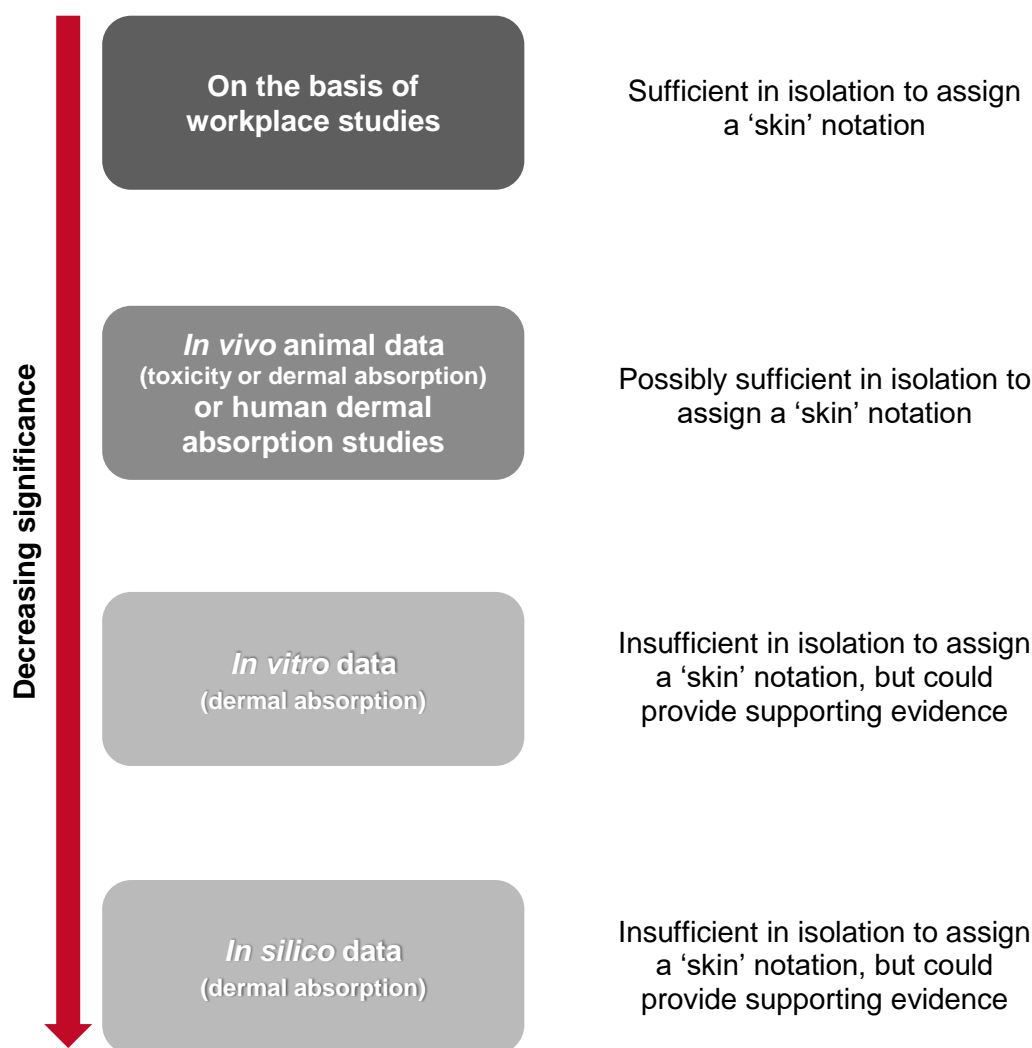 On the basis of
workplace studies
Sufficient in isolation to assign
a ‘skin’ notation
Decreasing significance
In vivo animal data
(toxicity or dermal absorption)
or human dermal
absorption studies
Possibly sufficient in isolation to
assign a ‘skin’ notation
In vitro data
(dermal absorption)
Insufficient in isolation to assign
a ‘skin’ notation, but could
provide supporting evidence
In silico data
(dermal absorption)
Insufficient in isolation to assign
a ‘skin’ notation, but could
provide supporting evidence